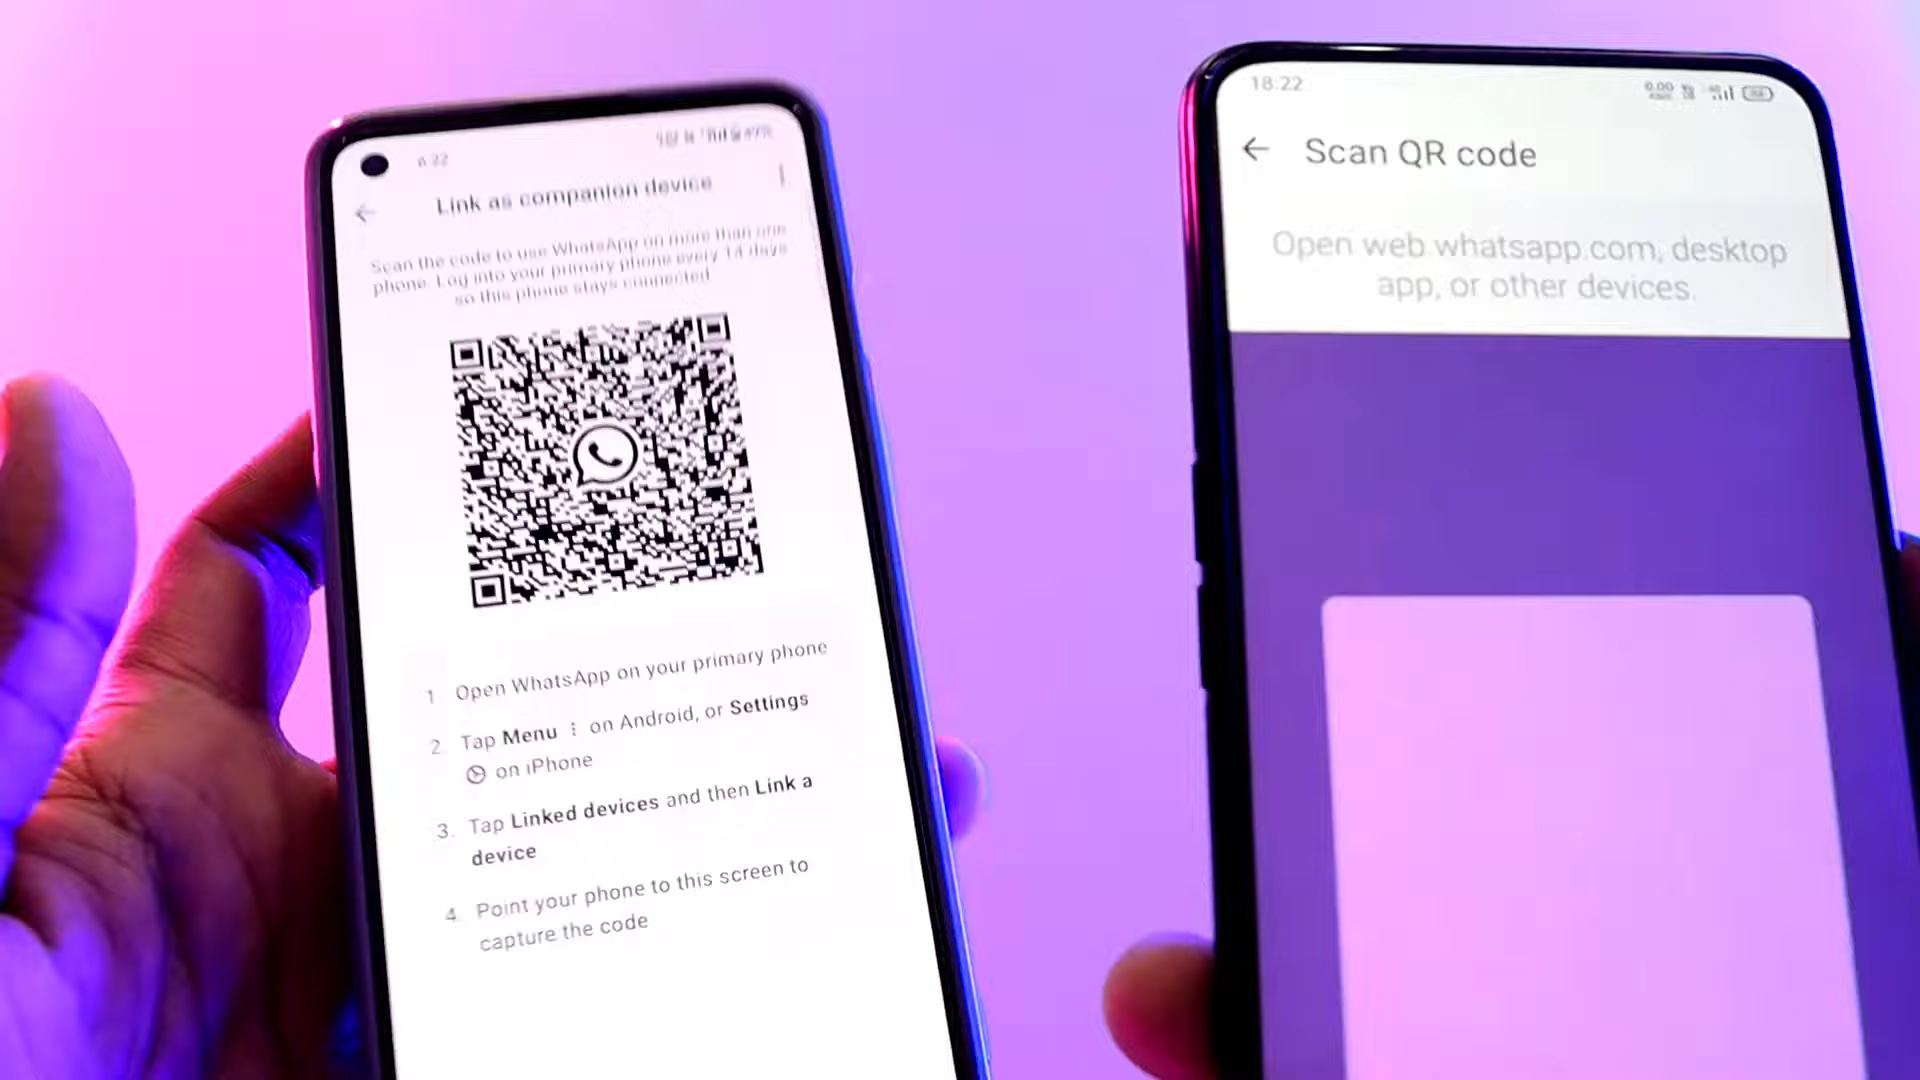 6:22
Link as companion device
Scan the code to use WhatsApp on more than one
phone. Log into your primary phone every 14 days
so this phone stays connected
1 Open WhatsApp on your primary phone
2. Tap Menu ⋮ on Android, or Settings
on iPhone
3. Tap Linked devices and then Link a
device
4. Point your phone to this screen to
capture the code
18:22
0.00
Scan QR code
Open web.whatsapp.com, desktop
app, or other devices.